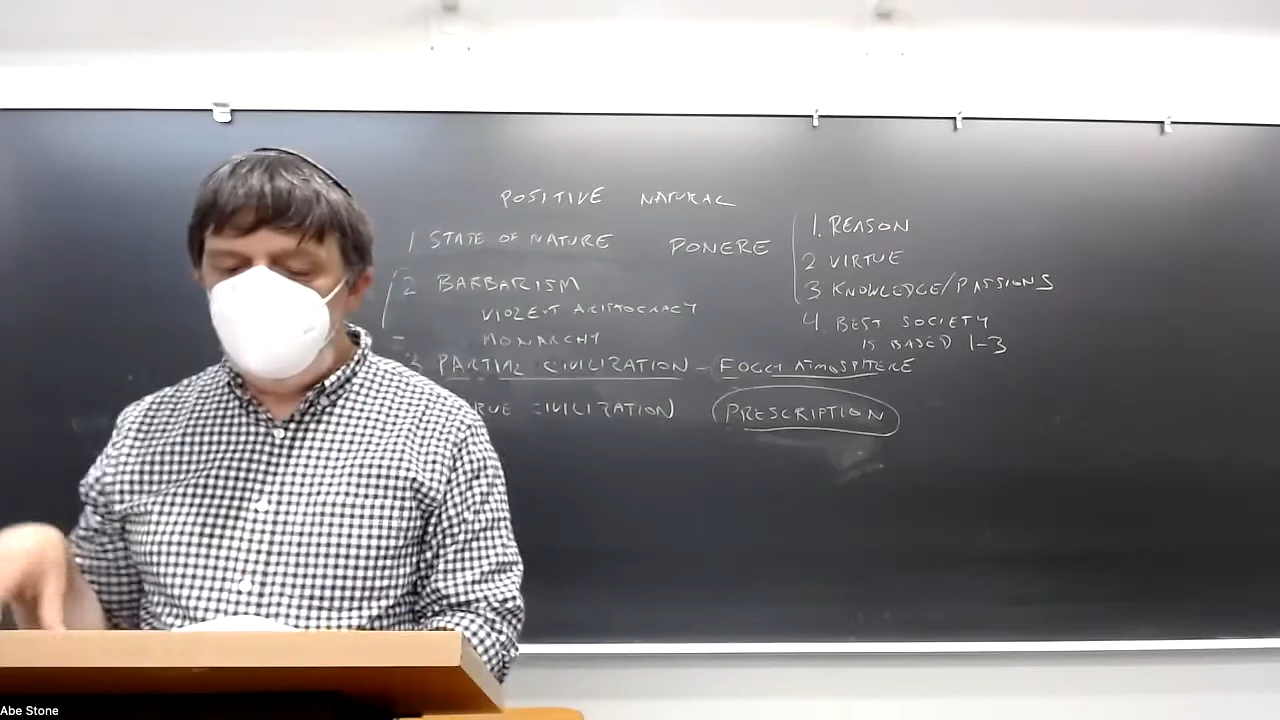 POSITIVE NATURAL
1 STATE OF NATURE
PONERE
2 BARBARISM
VIOLENT ARISTOCRACY
MONARCHY
3 PARTIAL CIVILIZATION - FOGGY ATMOSPHERE
CIVILIZATION
PRESCRIPTION
1. REASON
2 VIRTUE
3 KNOWLEDGE/PASSIONS
4. BEST SOCIETY
IS BASED 1-3
Abe Stone